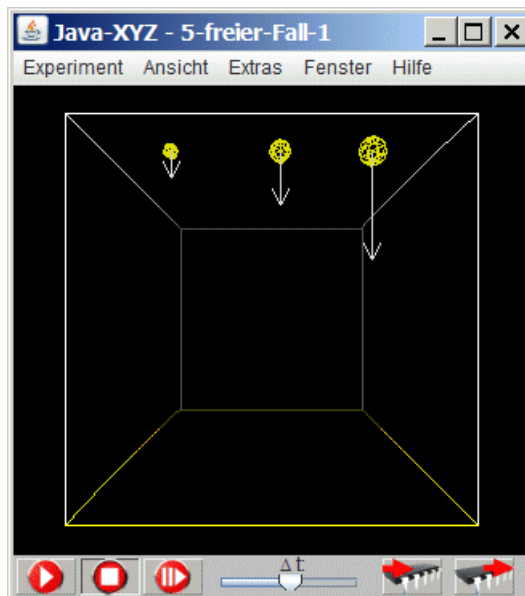 Java-XYZ - 5-freier-Fall-1
Experiment Ansicht Extras Fenster Hilfe
Δt